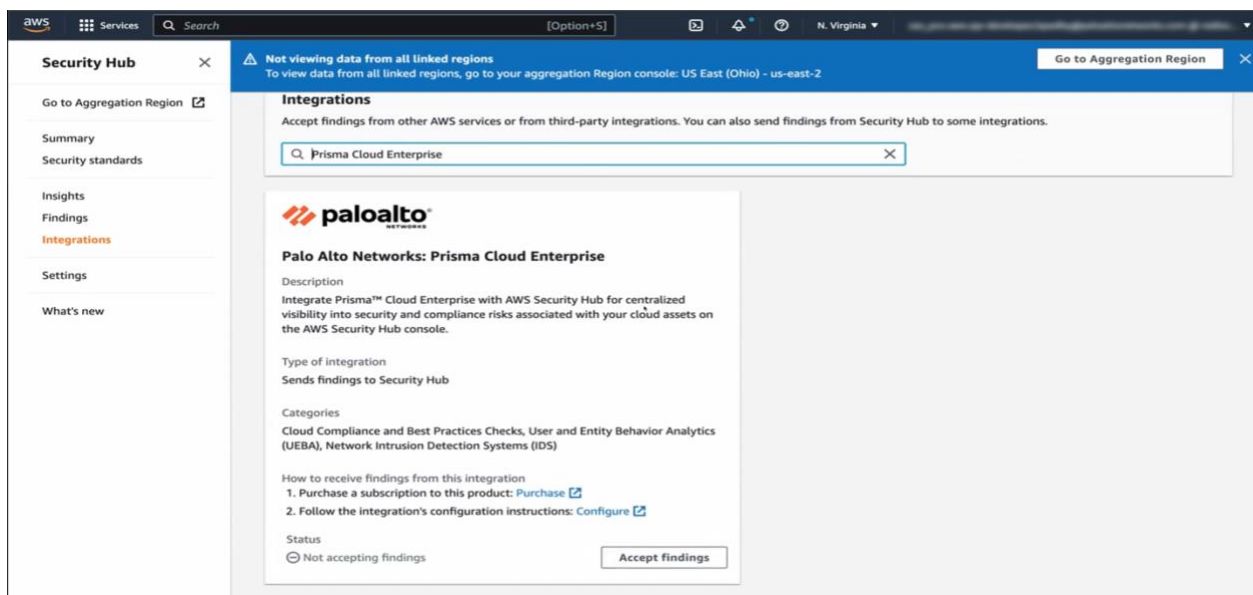 aws Services Search [Option+S] N. Virginia
Security Hub
Go to Aggregation Region
Summary
Security standards
Insights
Findings
Integrations
Settings
What's new
Not viewing data from all linked regions
To view data from all linked regions, go to your aggregation Region console: US East (Ohio) - us-east-2
Go to Aggregation Region
Integrations
Accept findings from other AWS services or from third-party integrations. You can also send findings from Security Hub to some integrations.
Prisma Cloud Enterprise
paloalto
NETWORKS
Palo Alto Networks: Prisma Cloud Enterprise
Description
Integrate Prisma™ Cloud Enterprise with AWS Security Hub for centralized
visibility into security and compliance risks associated with your cloud assets on
the AWS Security Hub console.
Type of integration
Sends findings to Security Hub
Categories
Cloud Compliance and Best Practices Checks, User and Entity Behavior Analytics
(UEBA), Network Intrusion Detection Systems (IDS)
How to receive findings from this integration
1. Purchase a subscription to this product: Purchase
2. Follow the integration's configuration instructions: Configure
Status
Not accepting findings
Accept findings